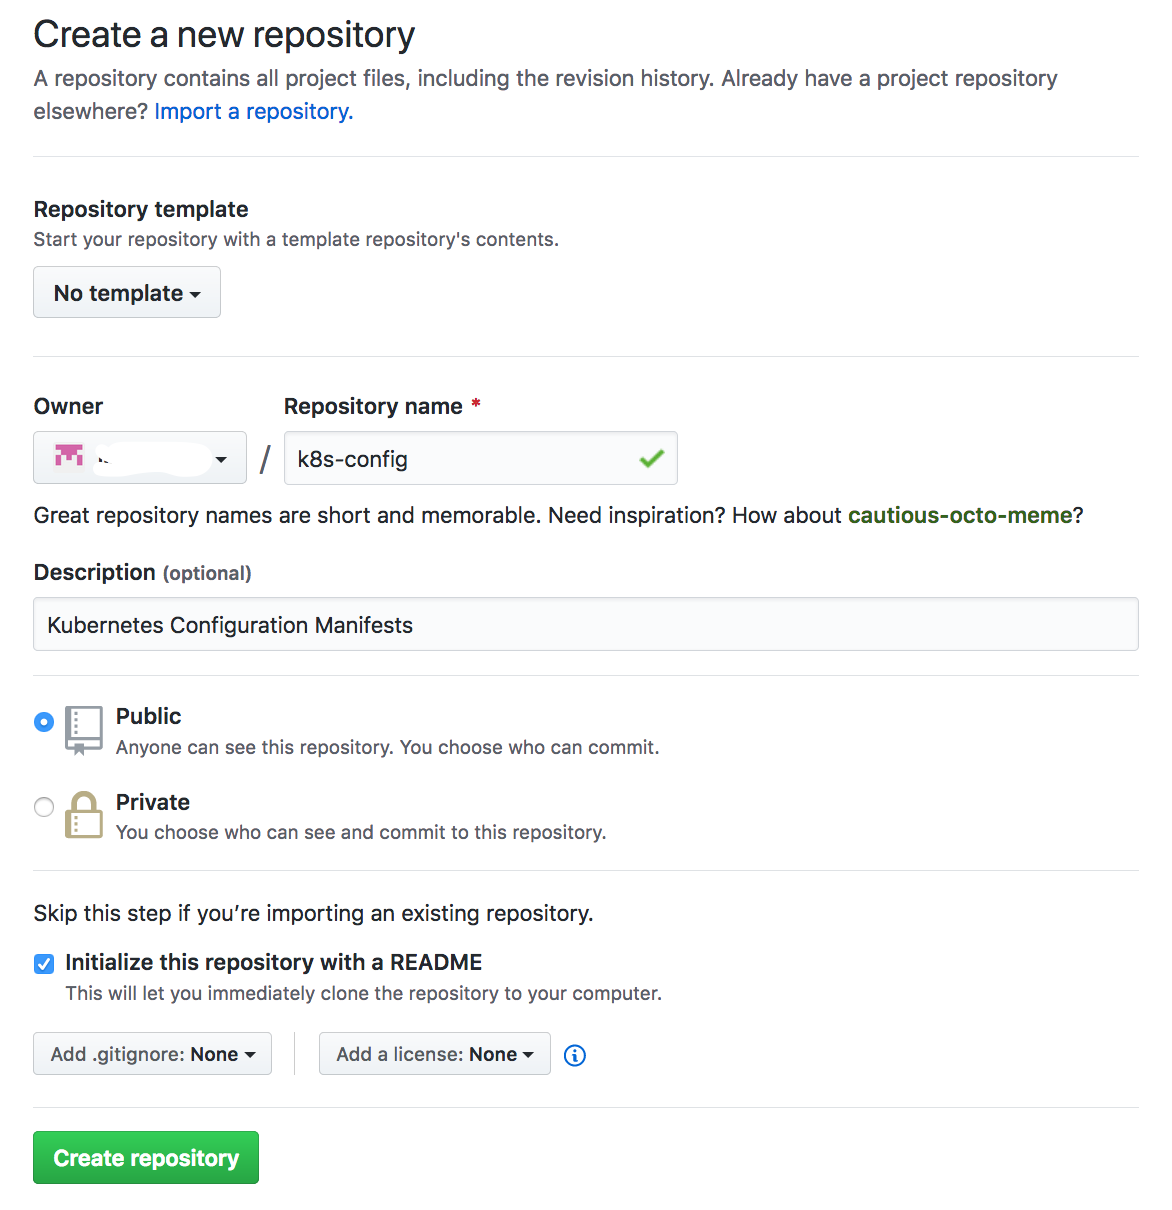 Create a new repository
A repository contains all project files, including the revision history. Already have a project repository
elsewhere? Import a repository.
Repository template
Start your repository with a template repository's contents.
No template
Owner
Repository name *
/
k8s-config
Great repository names are short and memorable. Need inspiration? How about cautious-octo-meme?
Description (optional)
Kubernetes Configuration Manifests
Public
Anyone can see this repository. You choose who can commit.
Private
You choose who can see and commit to this repository.
Skip this step if you’re importing an existing repository.
Initialize this repository with a README
This will let you immediately clone the repository to your computer.
Add .gitignore: None
Add a license: None
Create repository